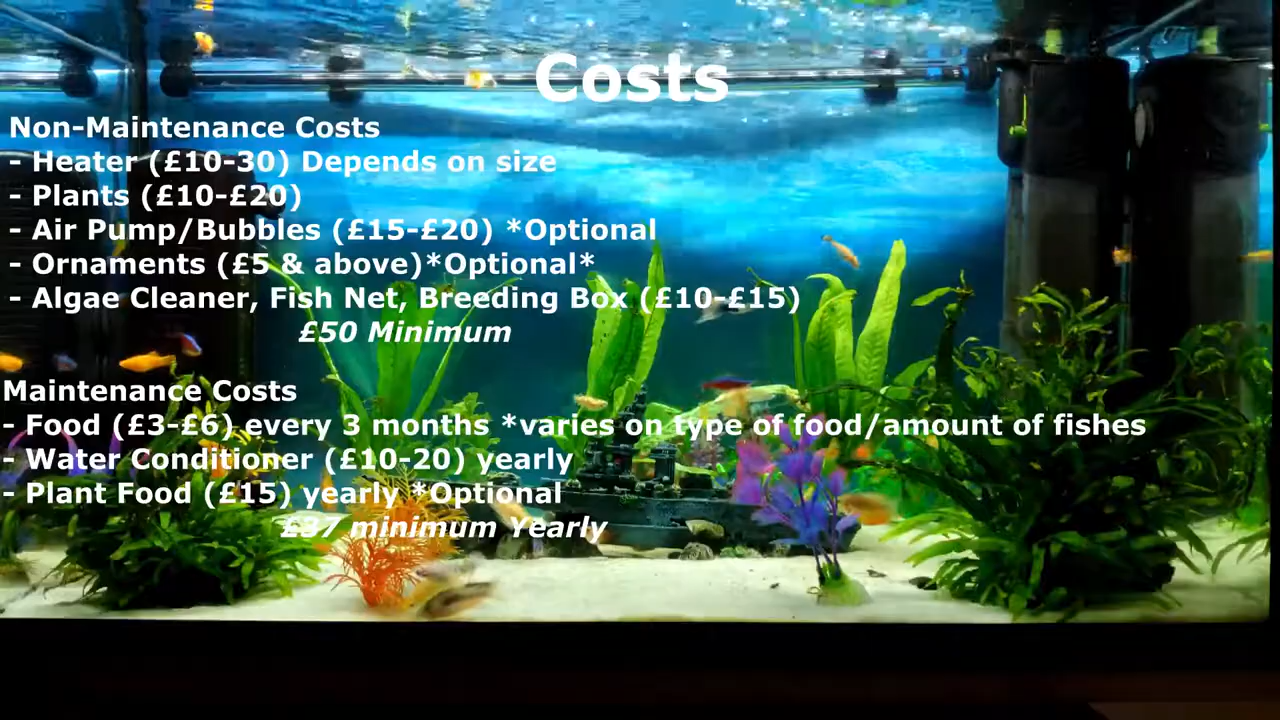 Costs
Non-Maintenance Costs
- Heater (£10-30) Depends on size
- Plants (£10-£20)
- Air Pump/Bubbles (£15-£20) *Optional
- Ornaments (£5 & above)*Optional*
- Algae Cleaner, Fish Net, Breeding Box (£10-£15)
£50 Minimum
Maintenance Costs
- Food (£3-£6) every 3 months *varies on type of food/amount of fishes
- Water Conditioner (£10-20) yearly
- Plant Food (£15) yearly *Optional
£37 minimum Yearly